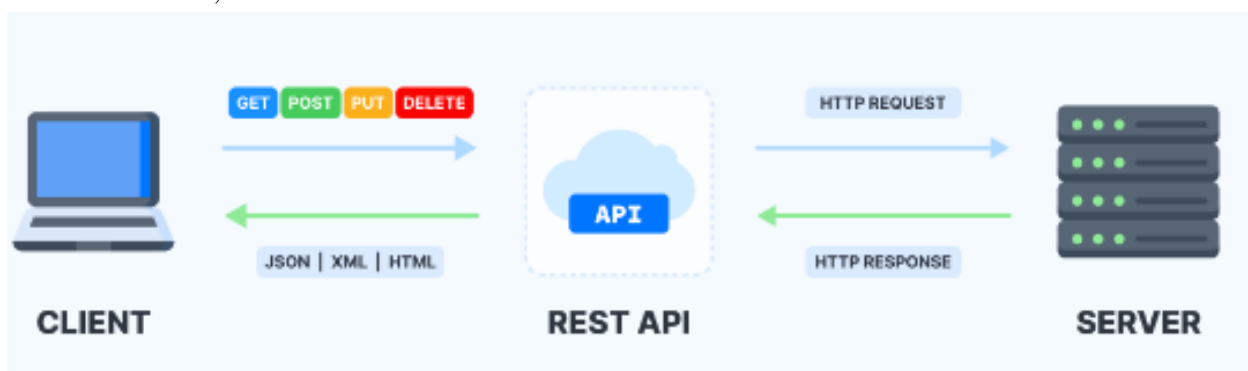 GET POST PUT DELETE
HTTP REQUEST
API
JSON | XML | HTML
HTTP RESPONSE
CLIENT
REST API
SERVER